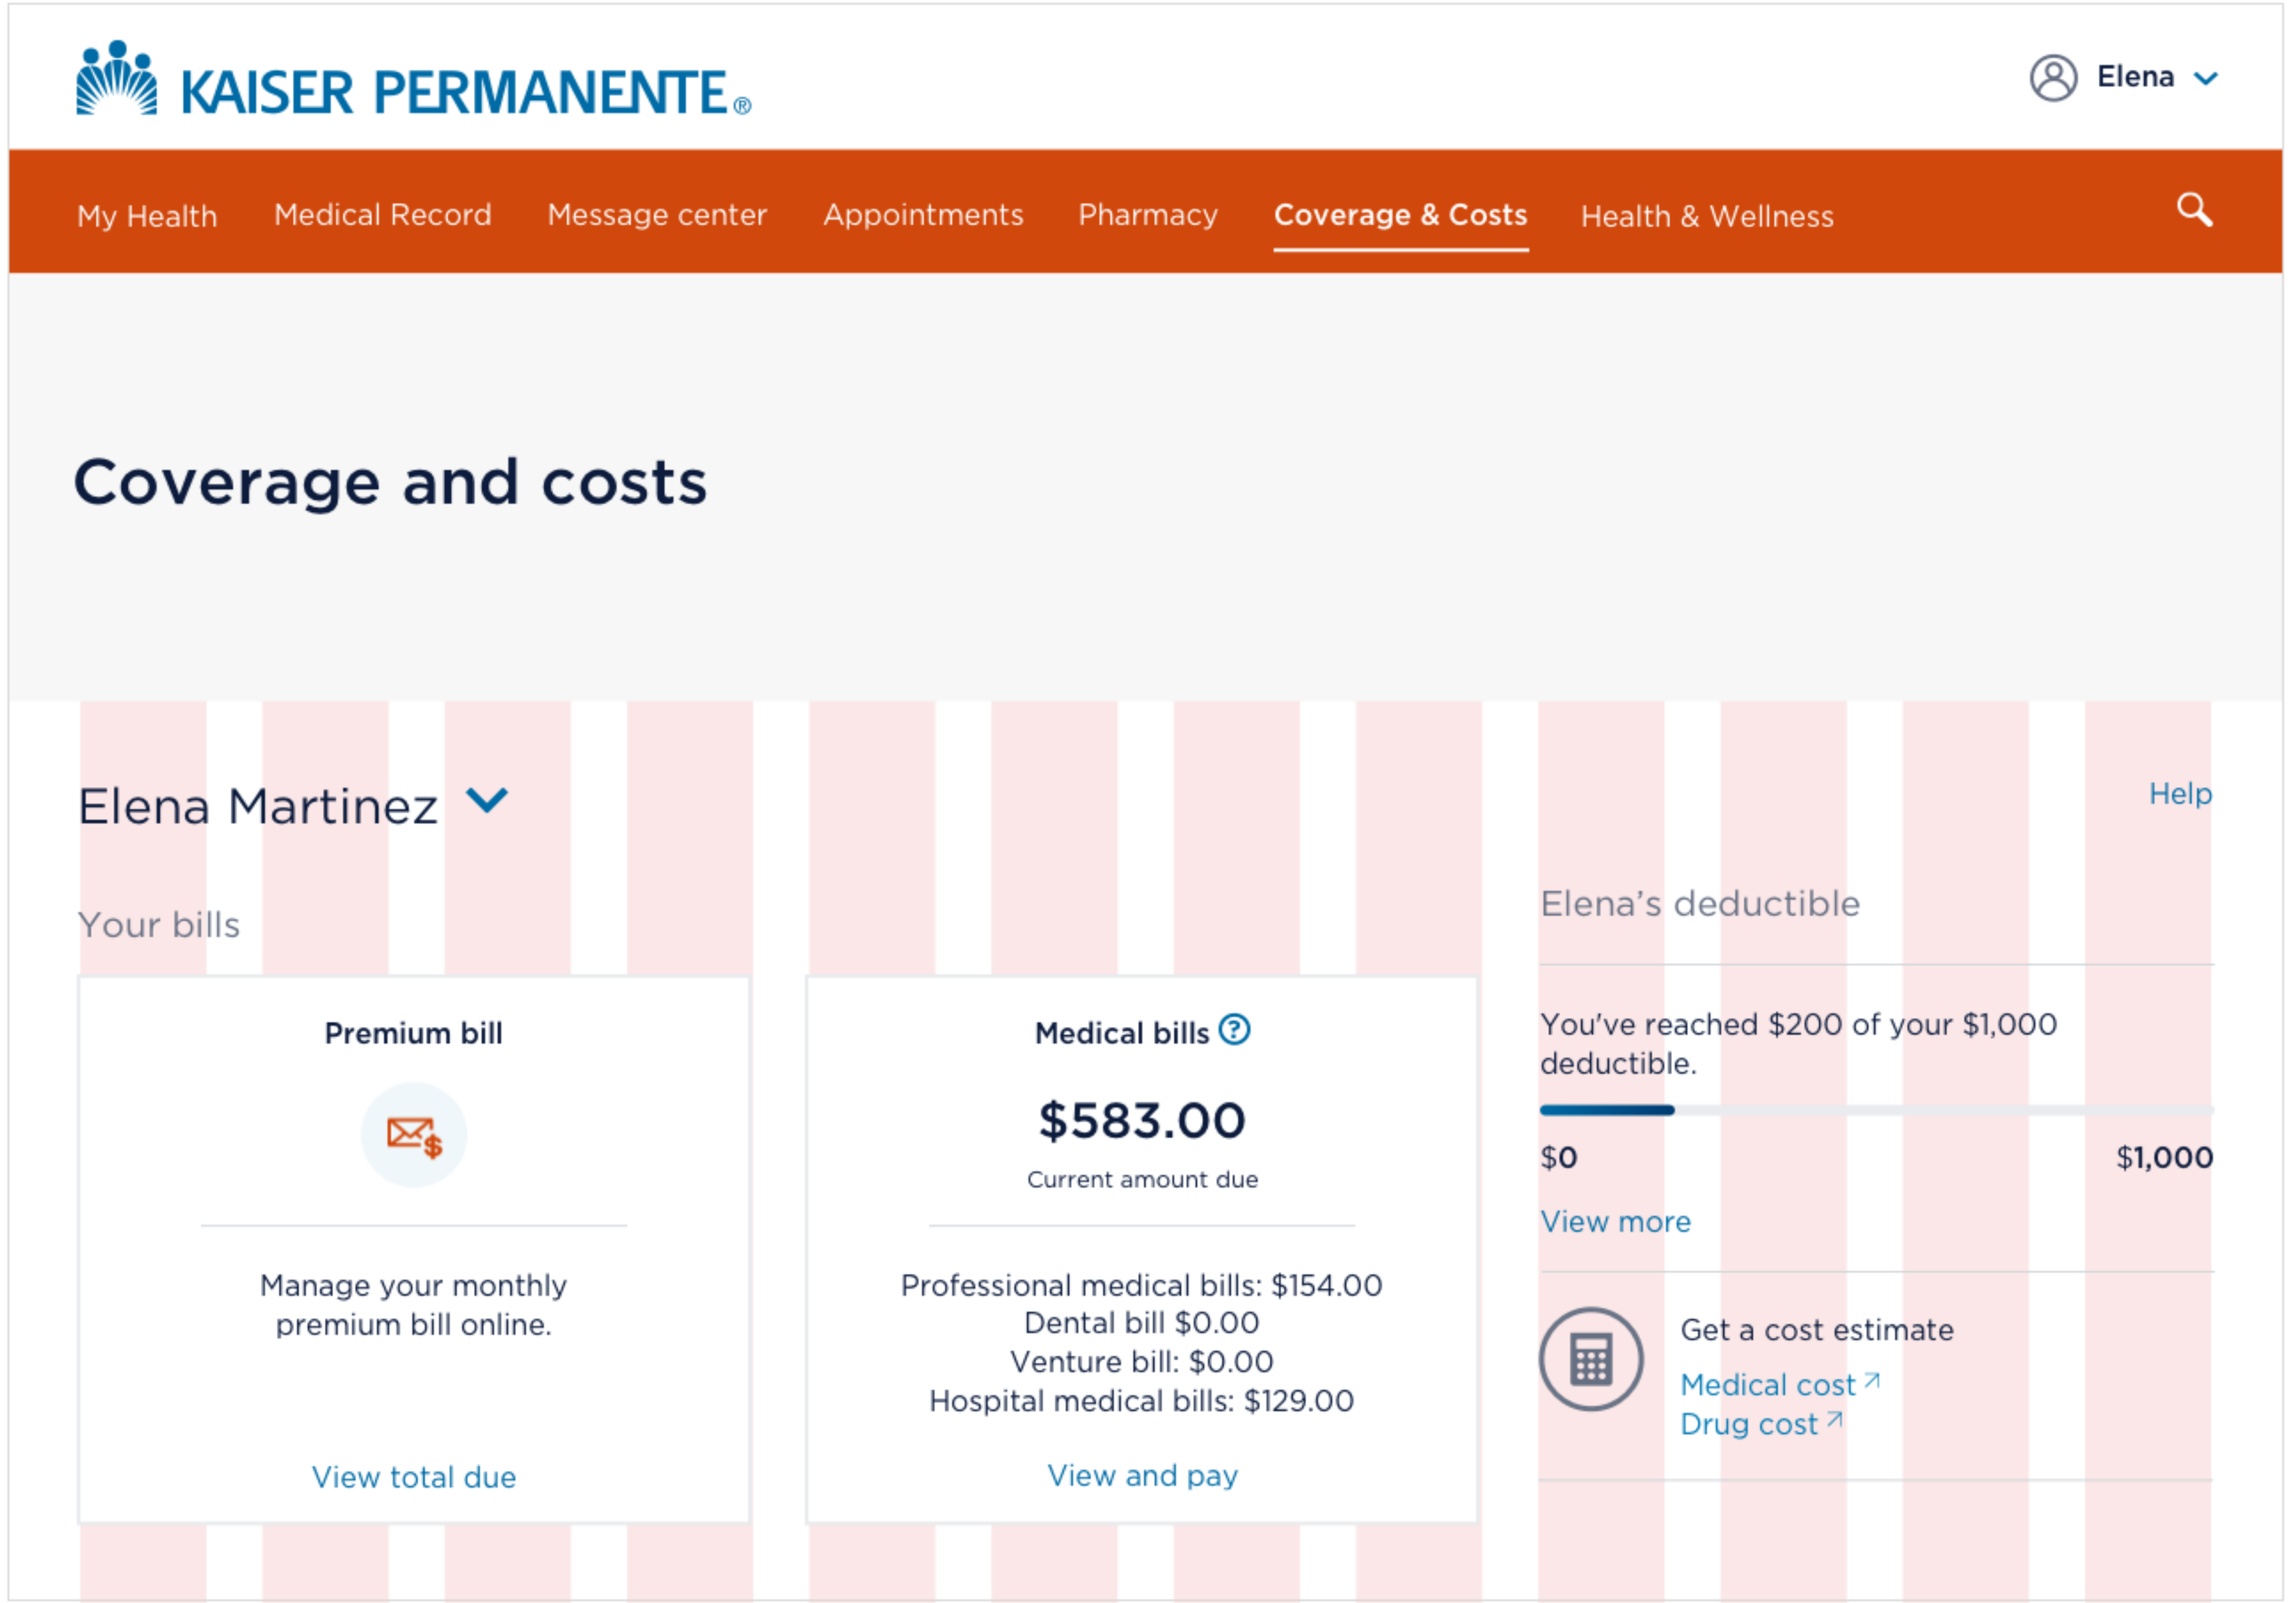 KAISER PERMANENTE®
Elena
My Health Medical Record Message center Appointments Pharmacy Coverage & Costs Health & Wellness
Coverage and costs
Elena Martinez
Help
Your bills
Premium bill
$
Manage your monthly
premium bill online.
View total due
Medical bills ?
$583.00
Current amount due
Professional medical bills: $154.00
Dental bill $0.00
Venture bill: $0.00
Hospital medical bills: $129.00
View and pay
Elena’s deductible
You've reached $200 of your $1,000
deductible.
$0 $1,000
View more
Get a cost estimate
Medical cost
Drug cost